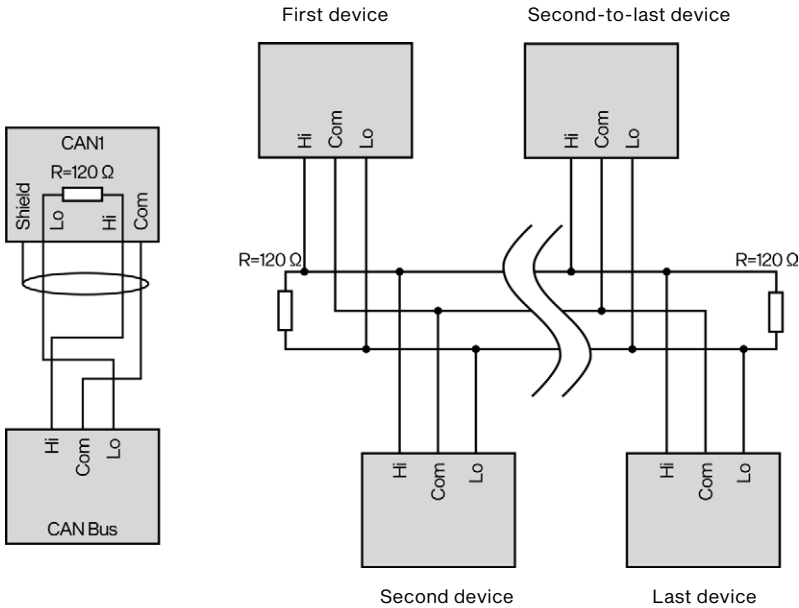 First device
Second-to-last device
CAN1
R=120 Ω
Shield
Lo
Hi
Com
Hi
Com
Lo
CAN Bus
Hi
Com
Lo
Hi
Com
Lo
R=120 Ω
R=120 Ω
Hi
Com
Lo
Hi
Com
Lo
Second device
Last device